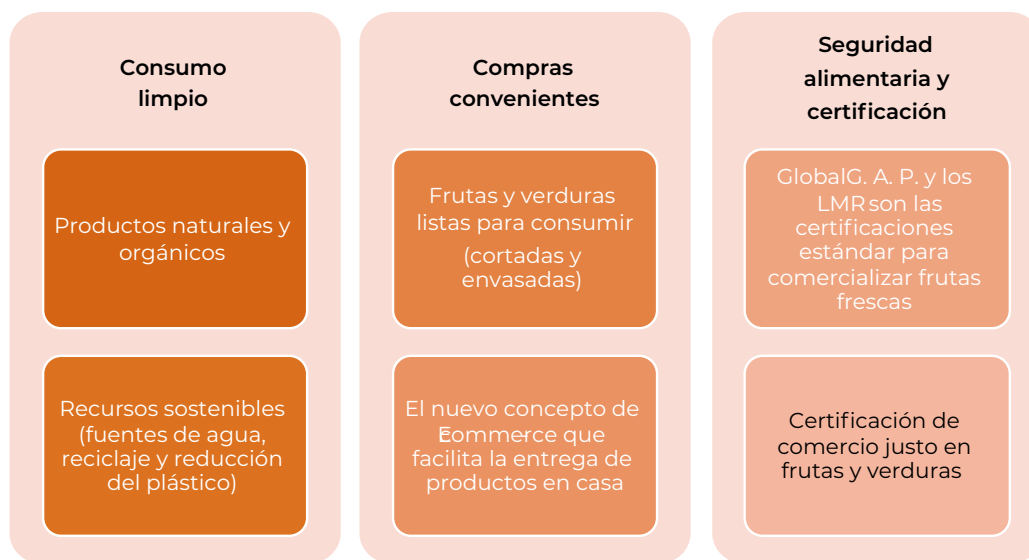 Consumo
limpio
Productos naturales y
orgánicos
Recursos sostenibles
(fuentes de agua,
reciclaje y reducción
del plástico)
Compras
convenientes
Frutas y verduras
listas para consumir
(cortadas y
envasadas)
El nuevo concepto de
Ecommerce que
facilita la entrega de
productos en casa
Seguridad
alimentaria y
certificación
GlobalG. A. P. y los
LMR son las
certificaciones
estándar para
comercializar frutas
frescas
Certificación de
comercio justo en
frutas y verduras